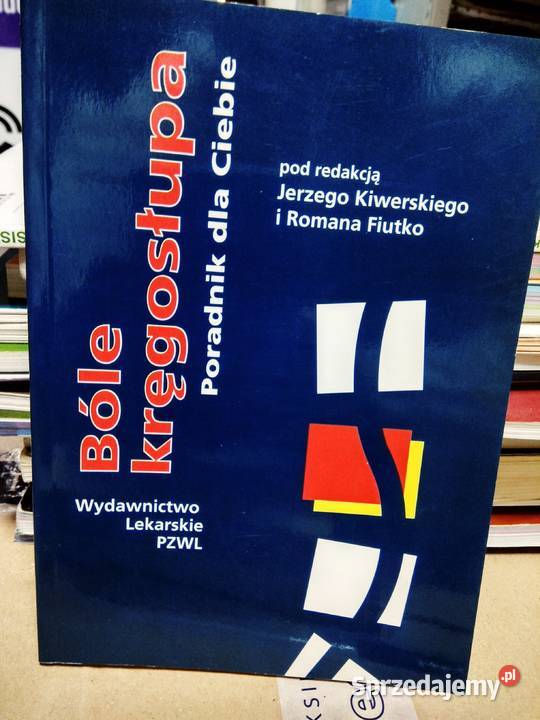 Bóle
kręgosłupa
Poradnik dla Ciebie
pod redakcją
Jerzego Kiwerskiego
i Romana Fiutko
Wydawnictwo
Lekarskie
PZWL
Sprzedajemy.pl